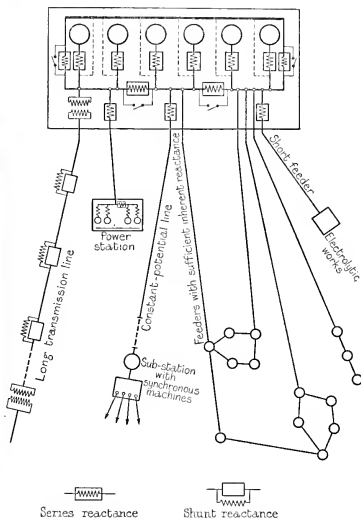 Power
station
Long transmission line
Constant-potential line
Sub-station
with
synchronous
machines
Feeders with sufficient inherent reactance
Short feeder
Electrolytic
works
Series reactance
Shunt reactance